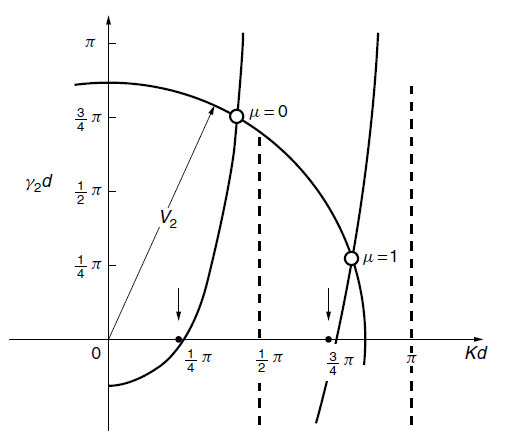 π
μ = 0
3/4 π
γ₂d
1/2 π
V₂
1/4 π
μ = 1
0
1/4 π
1/2 π
3/4 π
π
Kd